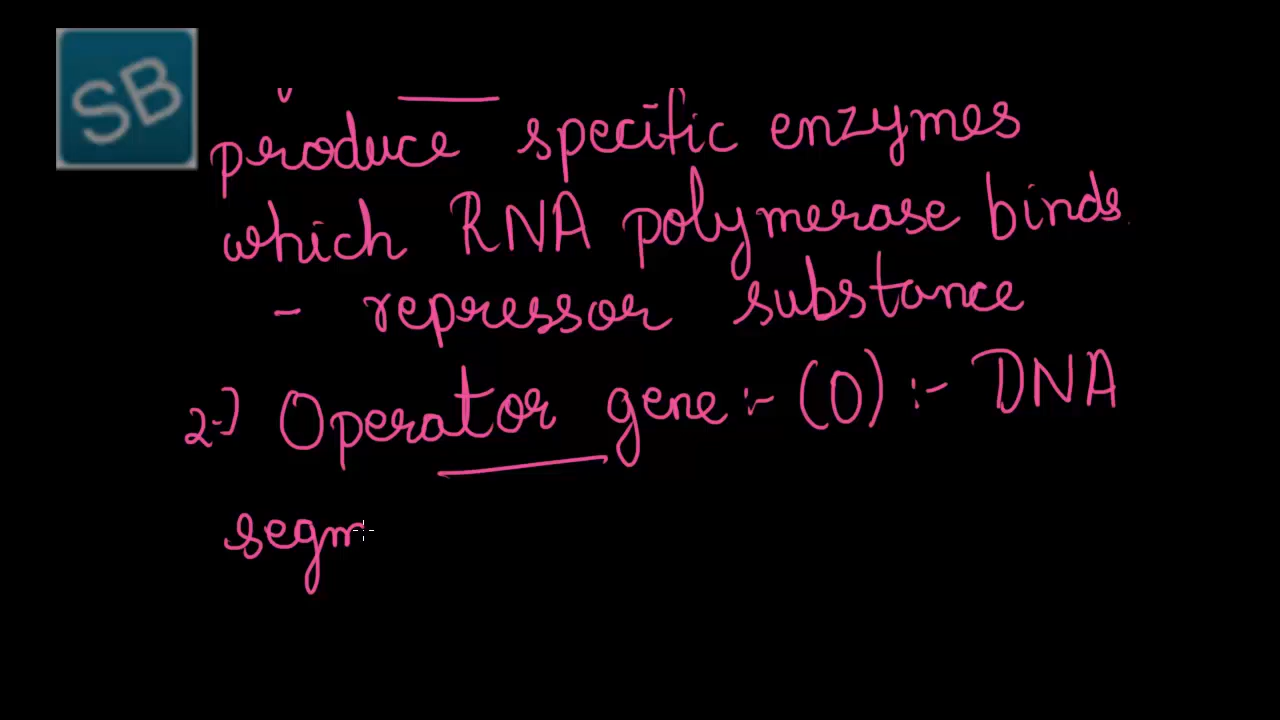 SB
produce specific enzymes
which RNA polymerase binds
- repressor substance
2.) Operator gene :- (O) :- DNA
segm